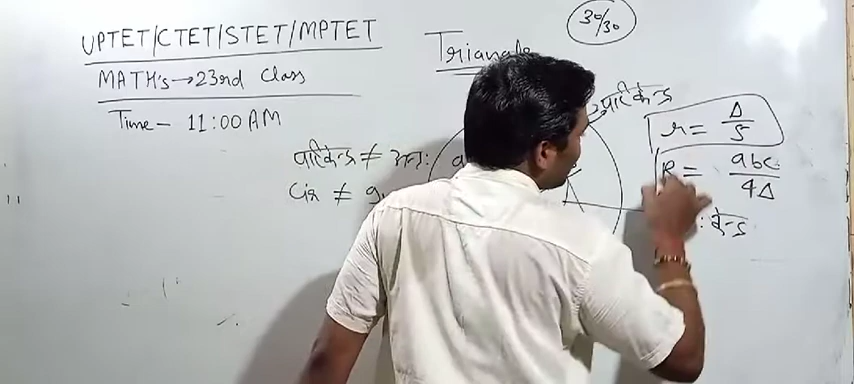 UPTET/CTET/STET/MPTET
MATH's → 23rd Class
Time - 11:00 AM
Triangle
30/30
परिकेन्द्र
r = Δ/S
R = abc/4Δ
परिकेन्द्र ≠ अन्त:
Cir ≠
: केन्द्र